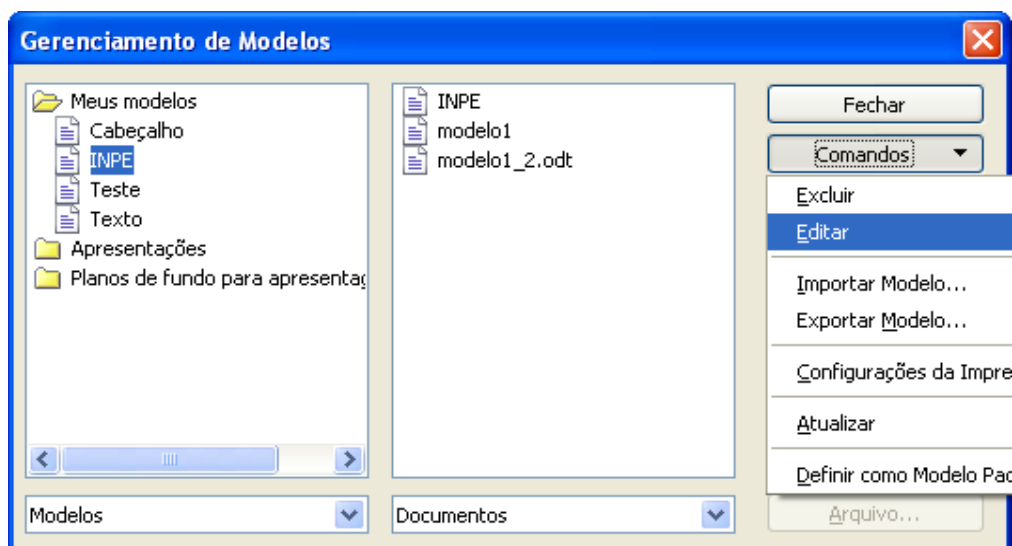 Gerenciamento de Modelos
Meus modelos
Cabeçalho
INPE
Teste
Texto
Apresentações
Planos de fundo para apresentaç
Modelos
INPE
modelo1
modelo1_2.odt
Documentos
Fechar
Comandos
Excluir
Editar
Importar Modelo...
Exportar Modelo...
Configurações da Impre
Atualizar
Definir como Modelo Pad
Arquivo...